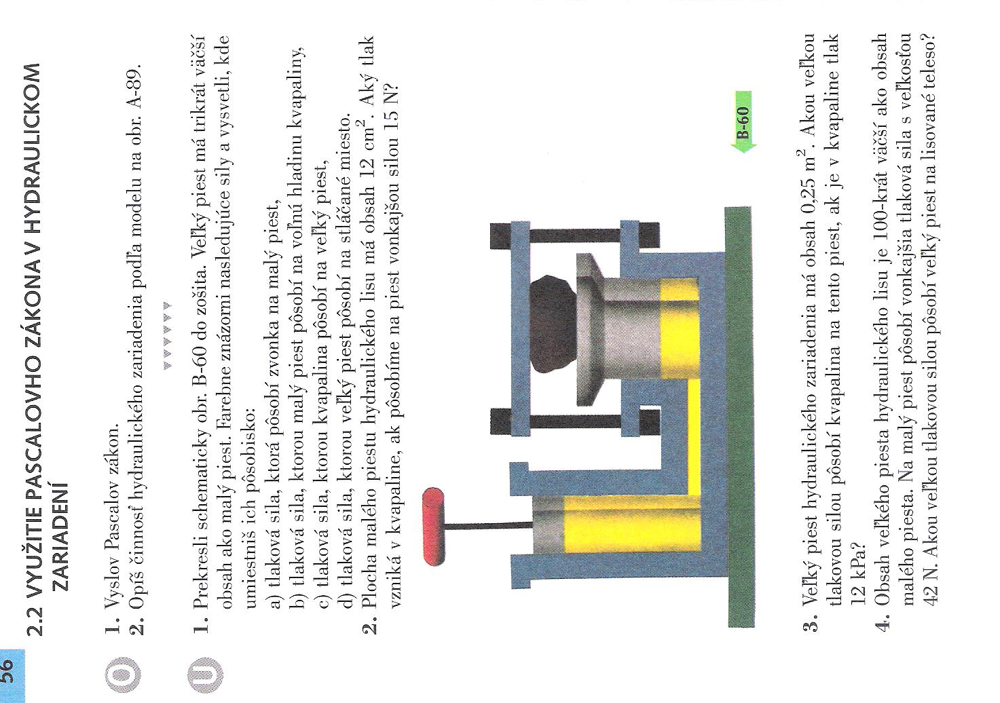 56
2.2 VYUŽITIE PASCALOVHO ZÁKONA V HYDRAULICKOM
ZARIADENÍ
O
1. Vyslov Pascalov zákon.
2. Opíš činnosť hydraulického zariadenia podľa modelu na obr. A-89.
U
1. Prekresli schematicky obr. B-60 do zošita. Veľký piest má trikrát väčší
obsah ako malý piest. Farebne znázorni nasledujúce sily a vysvetli, kde
umiestniš ich pôsobisko:
a) tlaková sila, ktorá pôsobí zvonka na malý piest,
b) tlaková sila, ktorou malý piest pôsobí na voľnú hladinu kvapaliny,
c) tlaková sila, ktorou kvapalina pôsobí na veľký piest,
d) tlaková sila, ktorou veľký piest pôsobí na stláčané miesto.
2. Plocha malého piestu hydraulického lisu má obsah 12 cm². Aký tlak
vzniká v kvapaline, ak pôsobíme na piest vonkajšou silou 15 N?
B-60
3. Veľký piest hydraulického zariadenia má obsah 0,25 m². Akou veľkou
tlakovou silou pôsobí kvapalina na tento piest, ak je v kvapaline tlak
12 kPa?
4. Obsah veľkého piesta hydraulického lisu je 100-krát väčší ako obsah
malého piesta. Na malý piest pôsobí vonkajšia tlaková sila s veľkosťou
42 N. Akou veľkou tlakovou silou pôsobí veľký piest na lisované teleso?